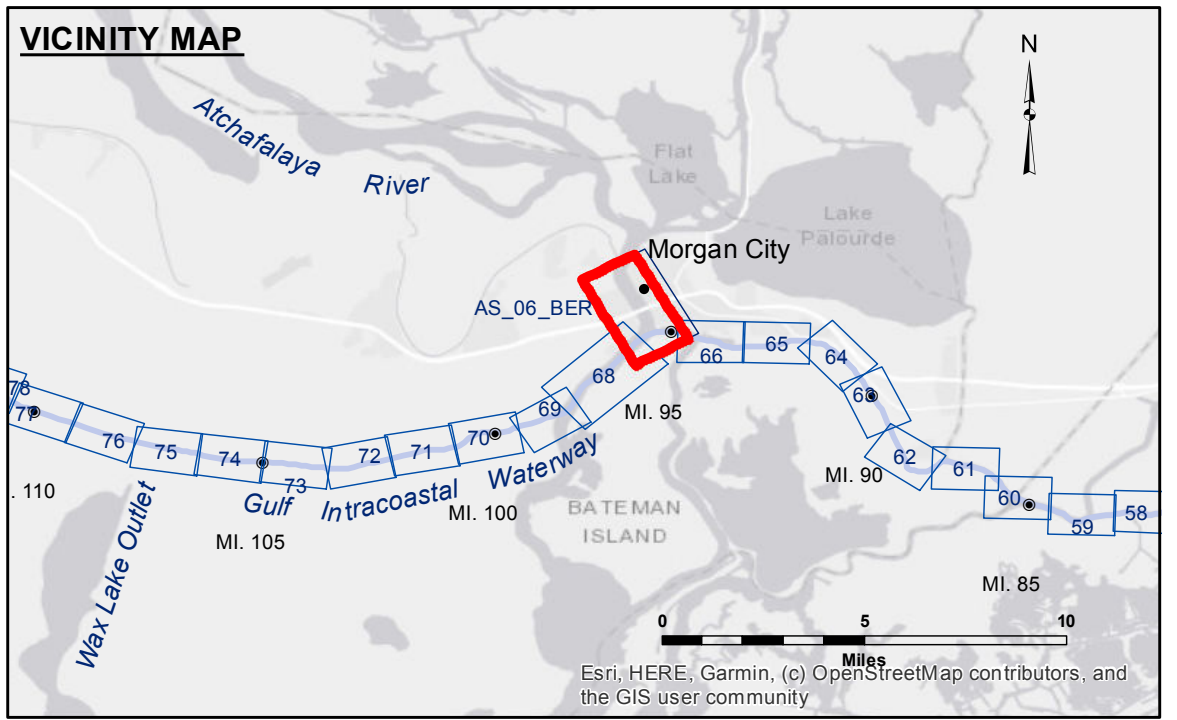 VICINITY MAP
N
Atchafalaya
River
Flat
Lake
Lake
Palourde
Morgan City
AS_06_BER
66
65
64
63
62
61
60
59
58
68
69
70
71
72
73
74
75
76
77
78
MI. 95
MI. 90
MI. 85
MI. 100
MI. 105
. 110
Gulf Intracoastal Waterway
Wax Lake Outlet
BATEMAN
ISLAND
0 5 10
Miles
Esri, HERE, Garmin, (c) OpenStreetMap contributors, and
the GIS user community